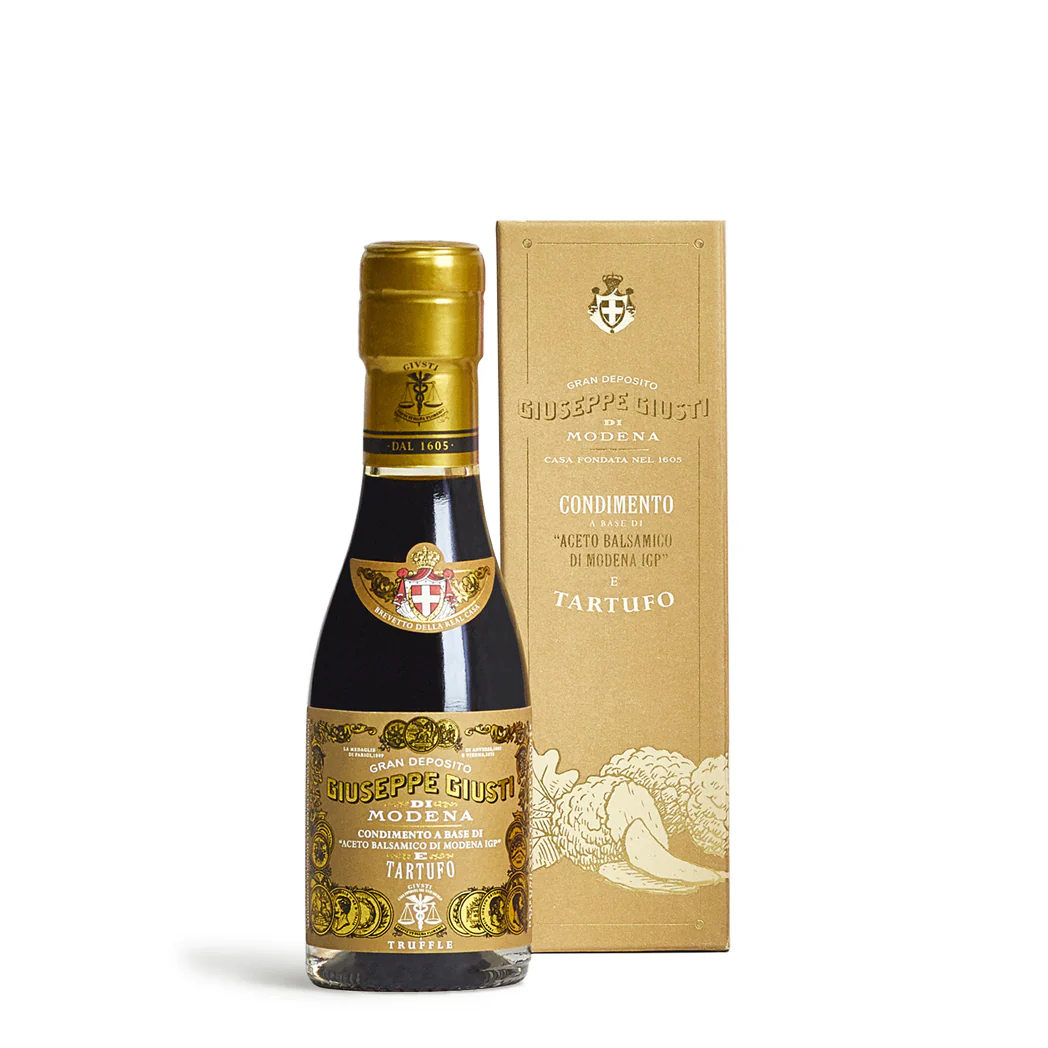 GIVSTI
·DAL 1605·
BREVETTO DELLA REAL CASA
GRAN DEPOSITO
GIUSEPPE GIUSTI
DI
MODENA
CONDIMENTO A BASE DI
"ACETO BALSAMICO DI MODENA IGP"
E
TARTUFO
GIVSTI
TRUFFLE
GRAN DEPOSITO
GIUSEPPE GIUSTI
DI
MODENA
CASA FONDATA NEL 1605
CONDIMENTO
A BASE DI
“ACETO BALSAMICO
DI MODENA IGP”
E
TARTUFO